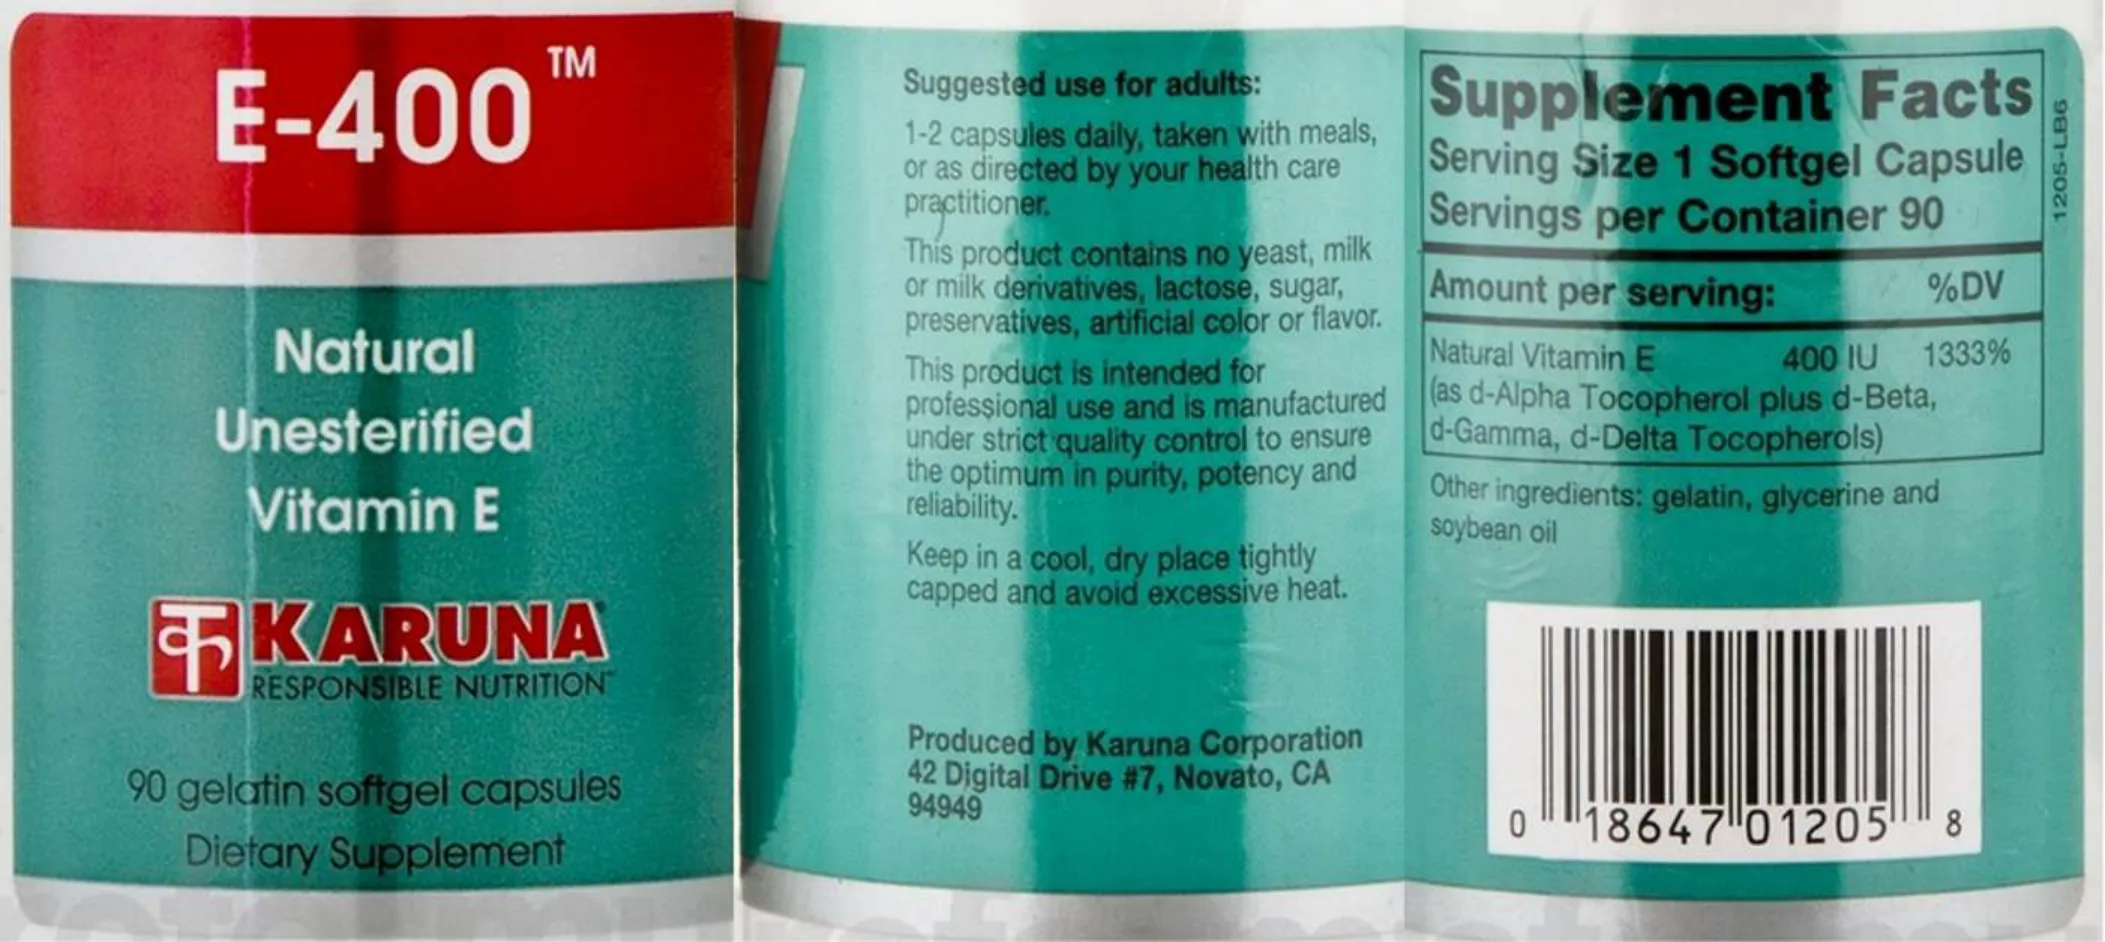 E-400™
Natural
Unesterified
Vitamin E
क KARUNA
RESPONSIBLE NUTRITION™
90 gelatin softgel capsules
Dietary Supplement
Suggested use for adults:
1-2 capsules daily, taken with meals,
or as directed by your health care
practitioner.
This product contains no yeast, milk
or milk derivatives, lactose, sugar,
preservatives, artificial color or flavor.
This product is intended for
professional use and is manufactured
under strict quality control to ensure
the optimum in purity, potency and
reliability.
Keep in a cool, dry place tightly
capped and avoid excessive heat.
Produced by Karuna Corporation
42 Digital Drive #7, Novato, CA
94949
Supplement Facts
Serving Size 1 Softgel Capsule
Servings per Container 90
Amount per serving: %DV
Natural Vitamin E 400 IU 1333%
(as d-Alpha Tocopherol plus d-Beta,
d-Gamma, d-Delta Tocopherols)
Other ingredients: gelatin, glycerine and
soybean oil
1205-LB6
0 18647 01205 8